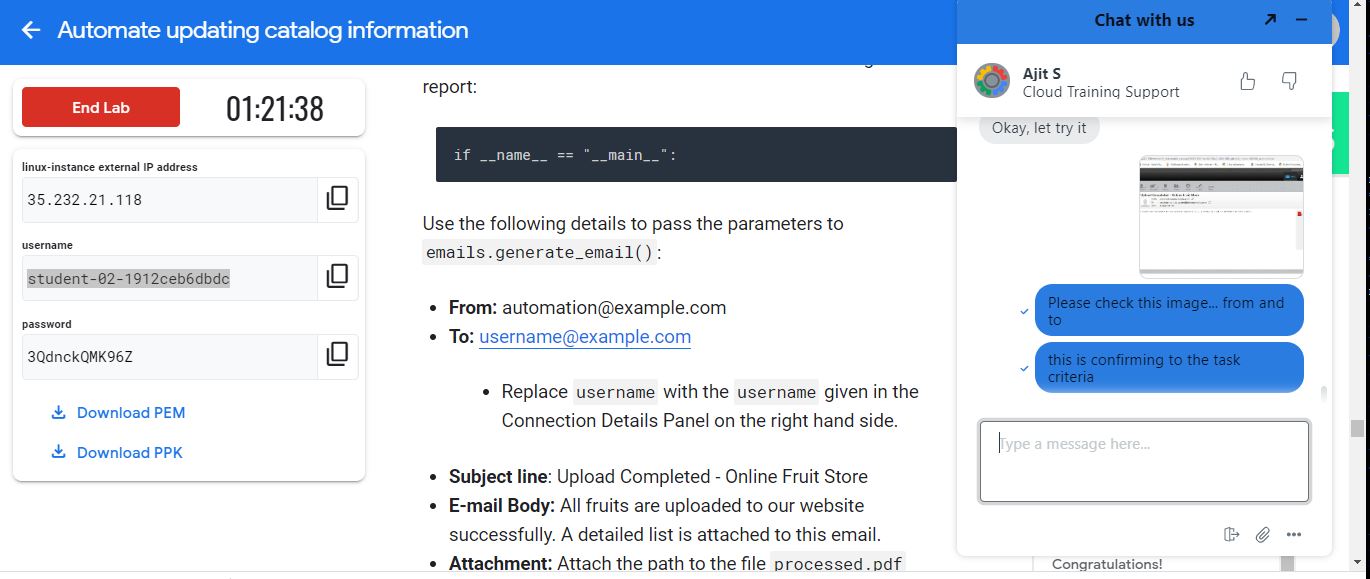 Automate updating catalog information
End Lab
01:21:38
linux-instance external IP address
35.232.21.118
username
student-02-1912ceb6dbdc
password
3QdnckQMK96Z
Download PEM
Download PPK
report:
if __name__ == "__main__":
Use the following details to pass the parameters to
emails.generate_email():
• From: automation@example.com
• To: username@example.com
• Replace username with the username given in the
Connection Details Panel on the right hand side.
• Subject line: Upload Completed - Online Fruit Store
• E-mail Body: All fruits are uploaded to our website
successfully. A detailed list is attached to this email.
• Attachment: Attach the path to the file processed.pdf
Chat with us
Ajit S
Cloud Training Support
Okay, let try it
Please check this image... from and
to
this is confirming to the task
criteria
Type a message here...
Congratulations!